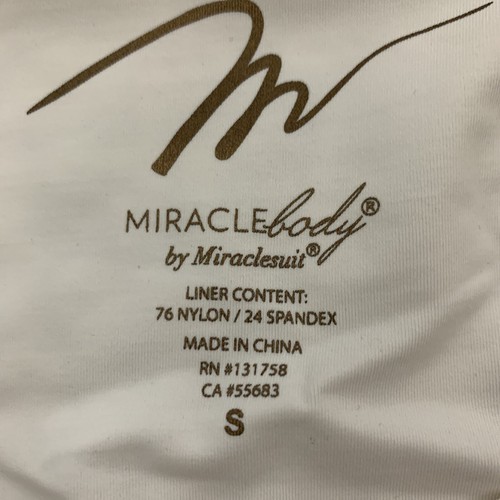 MIRACLEbody®
by Miraclesuit®
LINER CONTENT:
76 NYLON / 24 SPANDEX
MADE IN CHINA
RN #131758
CA #55683
S